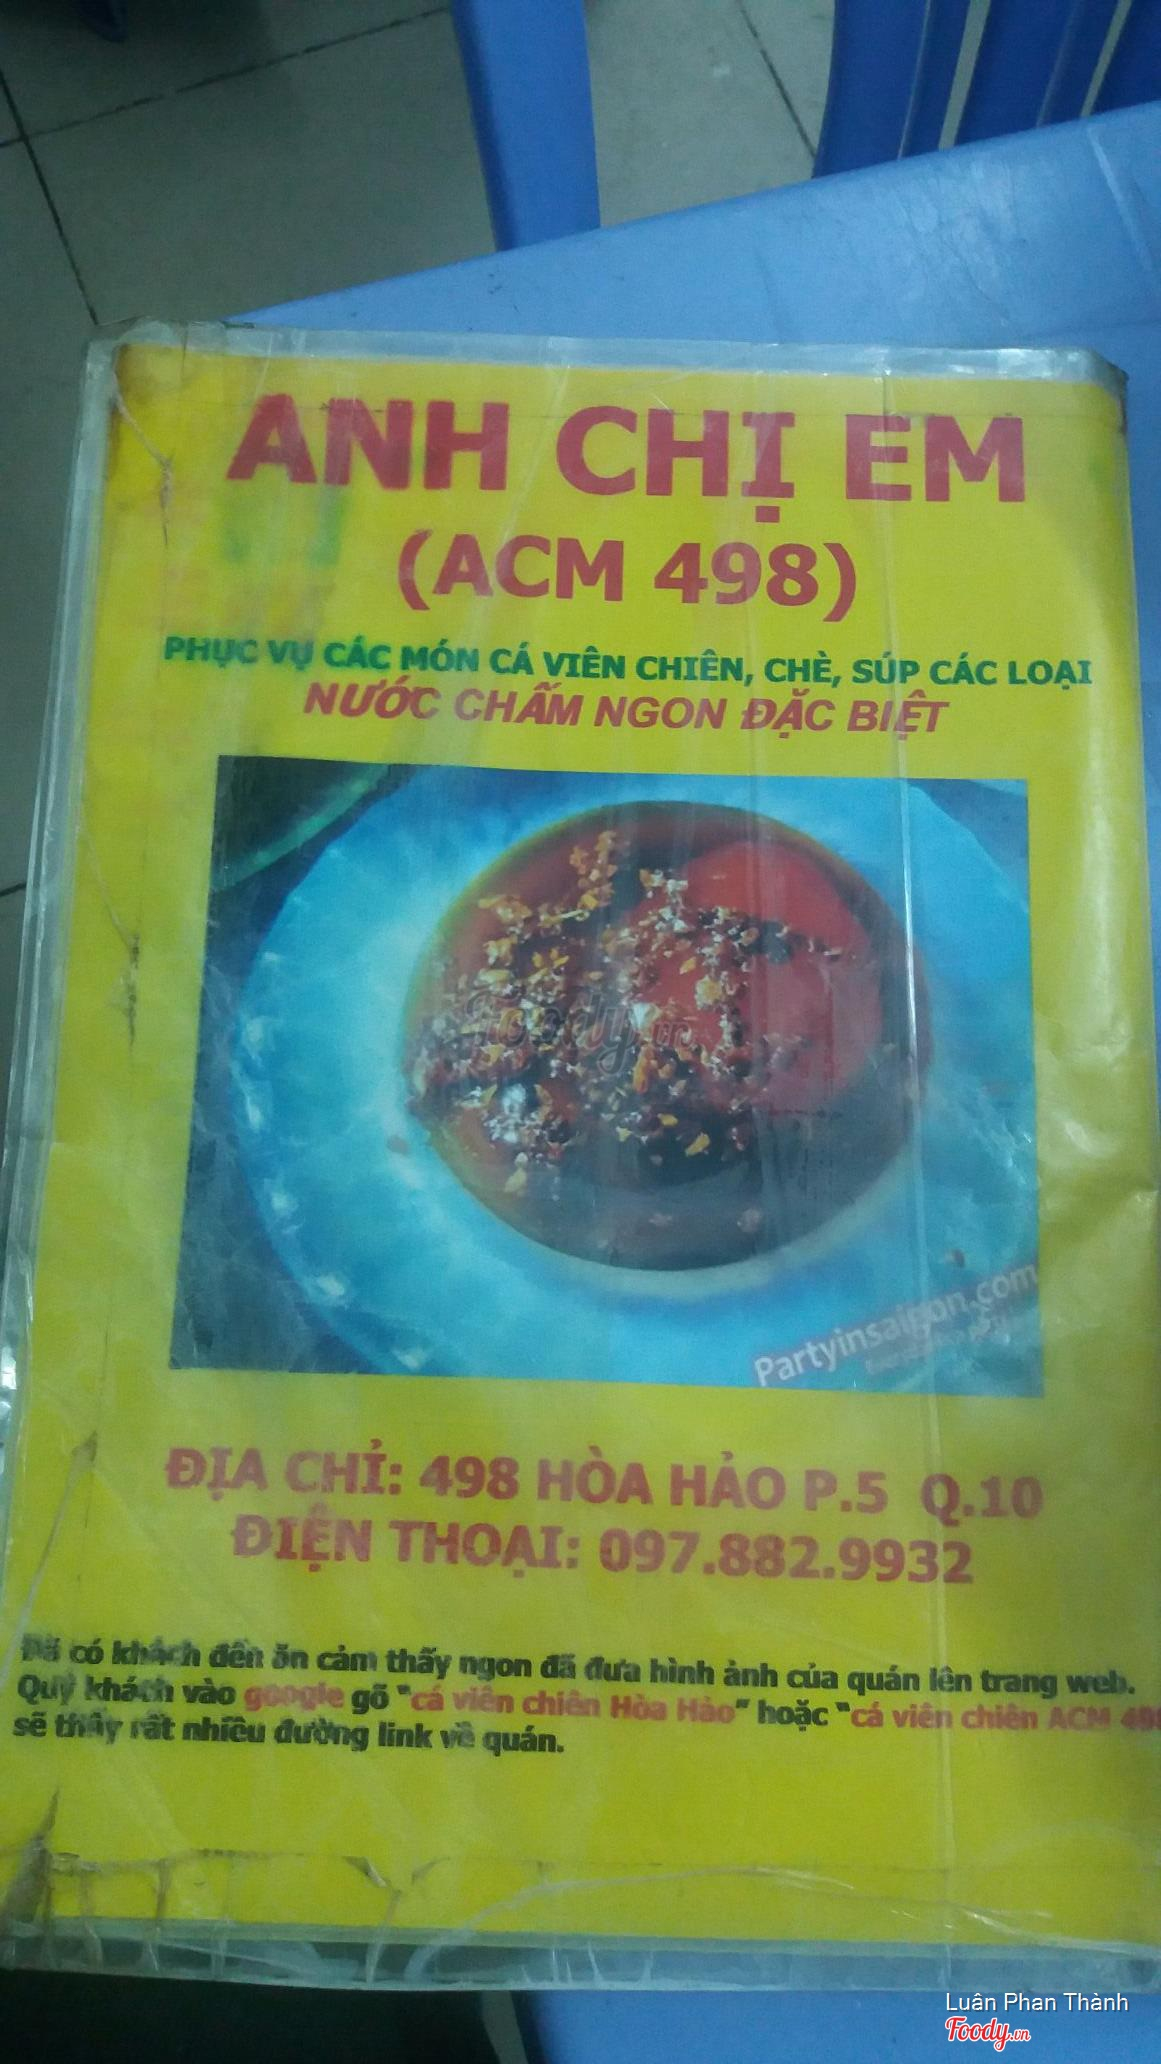 ANH CHỊ EM
(ACM 498)
PHỤC VỤ CÁC MÓN CÁ VIÊN CHIÊN, CHÈ, SÚP CÁC LOẠI
NƯỚC CHẤM NGON ĐẶC BIỆT
Foody.vn
Partyinsaigon.com
ĐỊA CHỈ: 498 HÒA HẢO P.5 Q.10
ĐIỆN THOẠI: 097.882.9932
Đã có khách đến ăn cảm thấy ngon đã đưa hình ảnh của quán lên trang web.
Quý khách vào google gõ "cá viên chiên Hòa Hảo" hoặc "cá viên chiên ACM 498
sẽ thấy rất nhiều đường link về quán.
Luân Phan Thành
Foody.vn